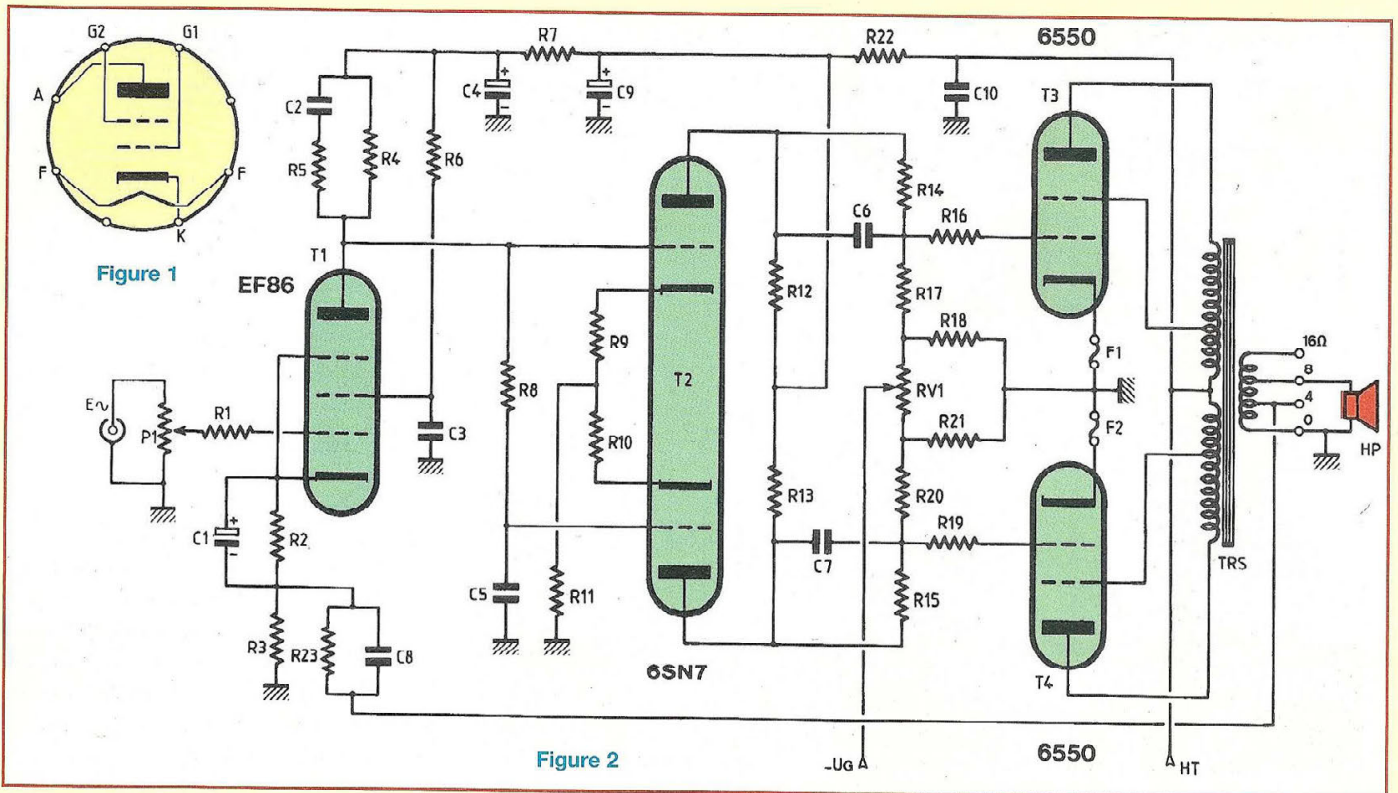 G2
G1
A
F
F
K
Figure 1
R7
R22
6550
C2
C4
+
-
+
-
C9
C10
T3
R5
R4
R6
R14
C6
R16
T1
EF86
R12
R17
R9
R18
F1
16Ω
8
4
0
HP
E~
P1
R1
R8
T2
RV1
C3
R10
R21
F2
R13
R20
R19
C1
+
-
R2
C7
TRS
C5
R11
R15
R3
R23
C8
6SN7
T4
Figure 2
-UG
6550
HT